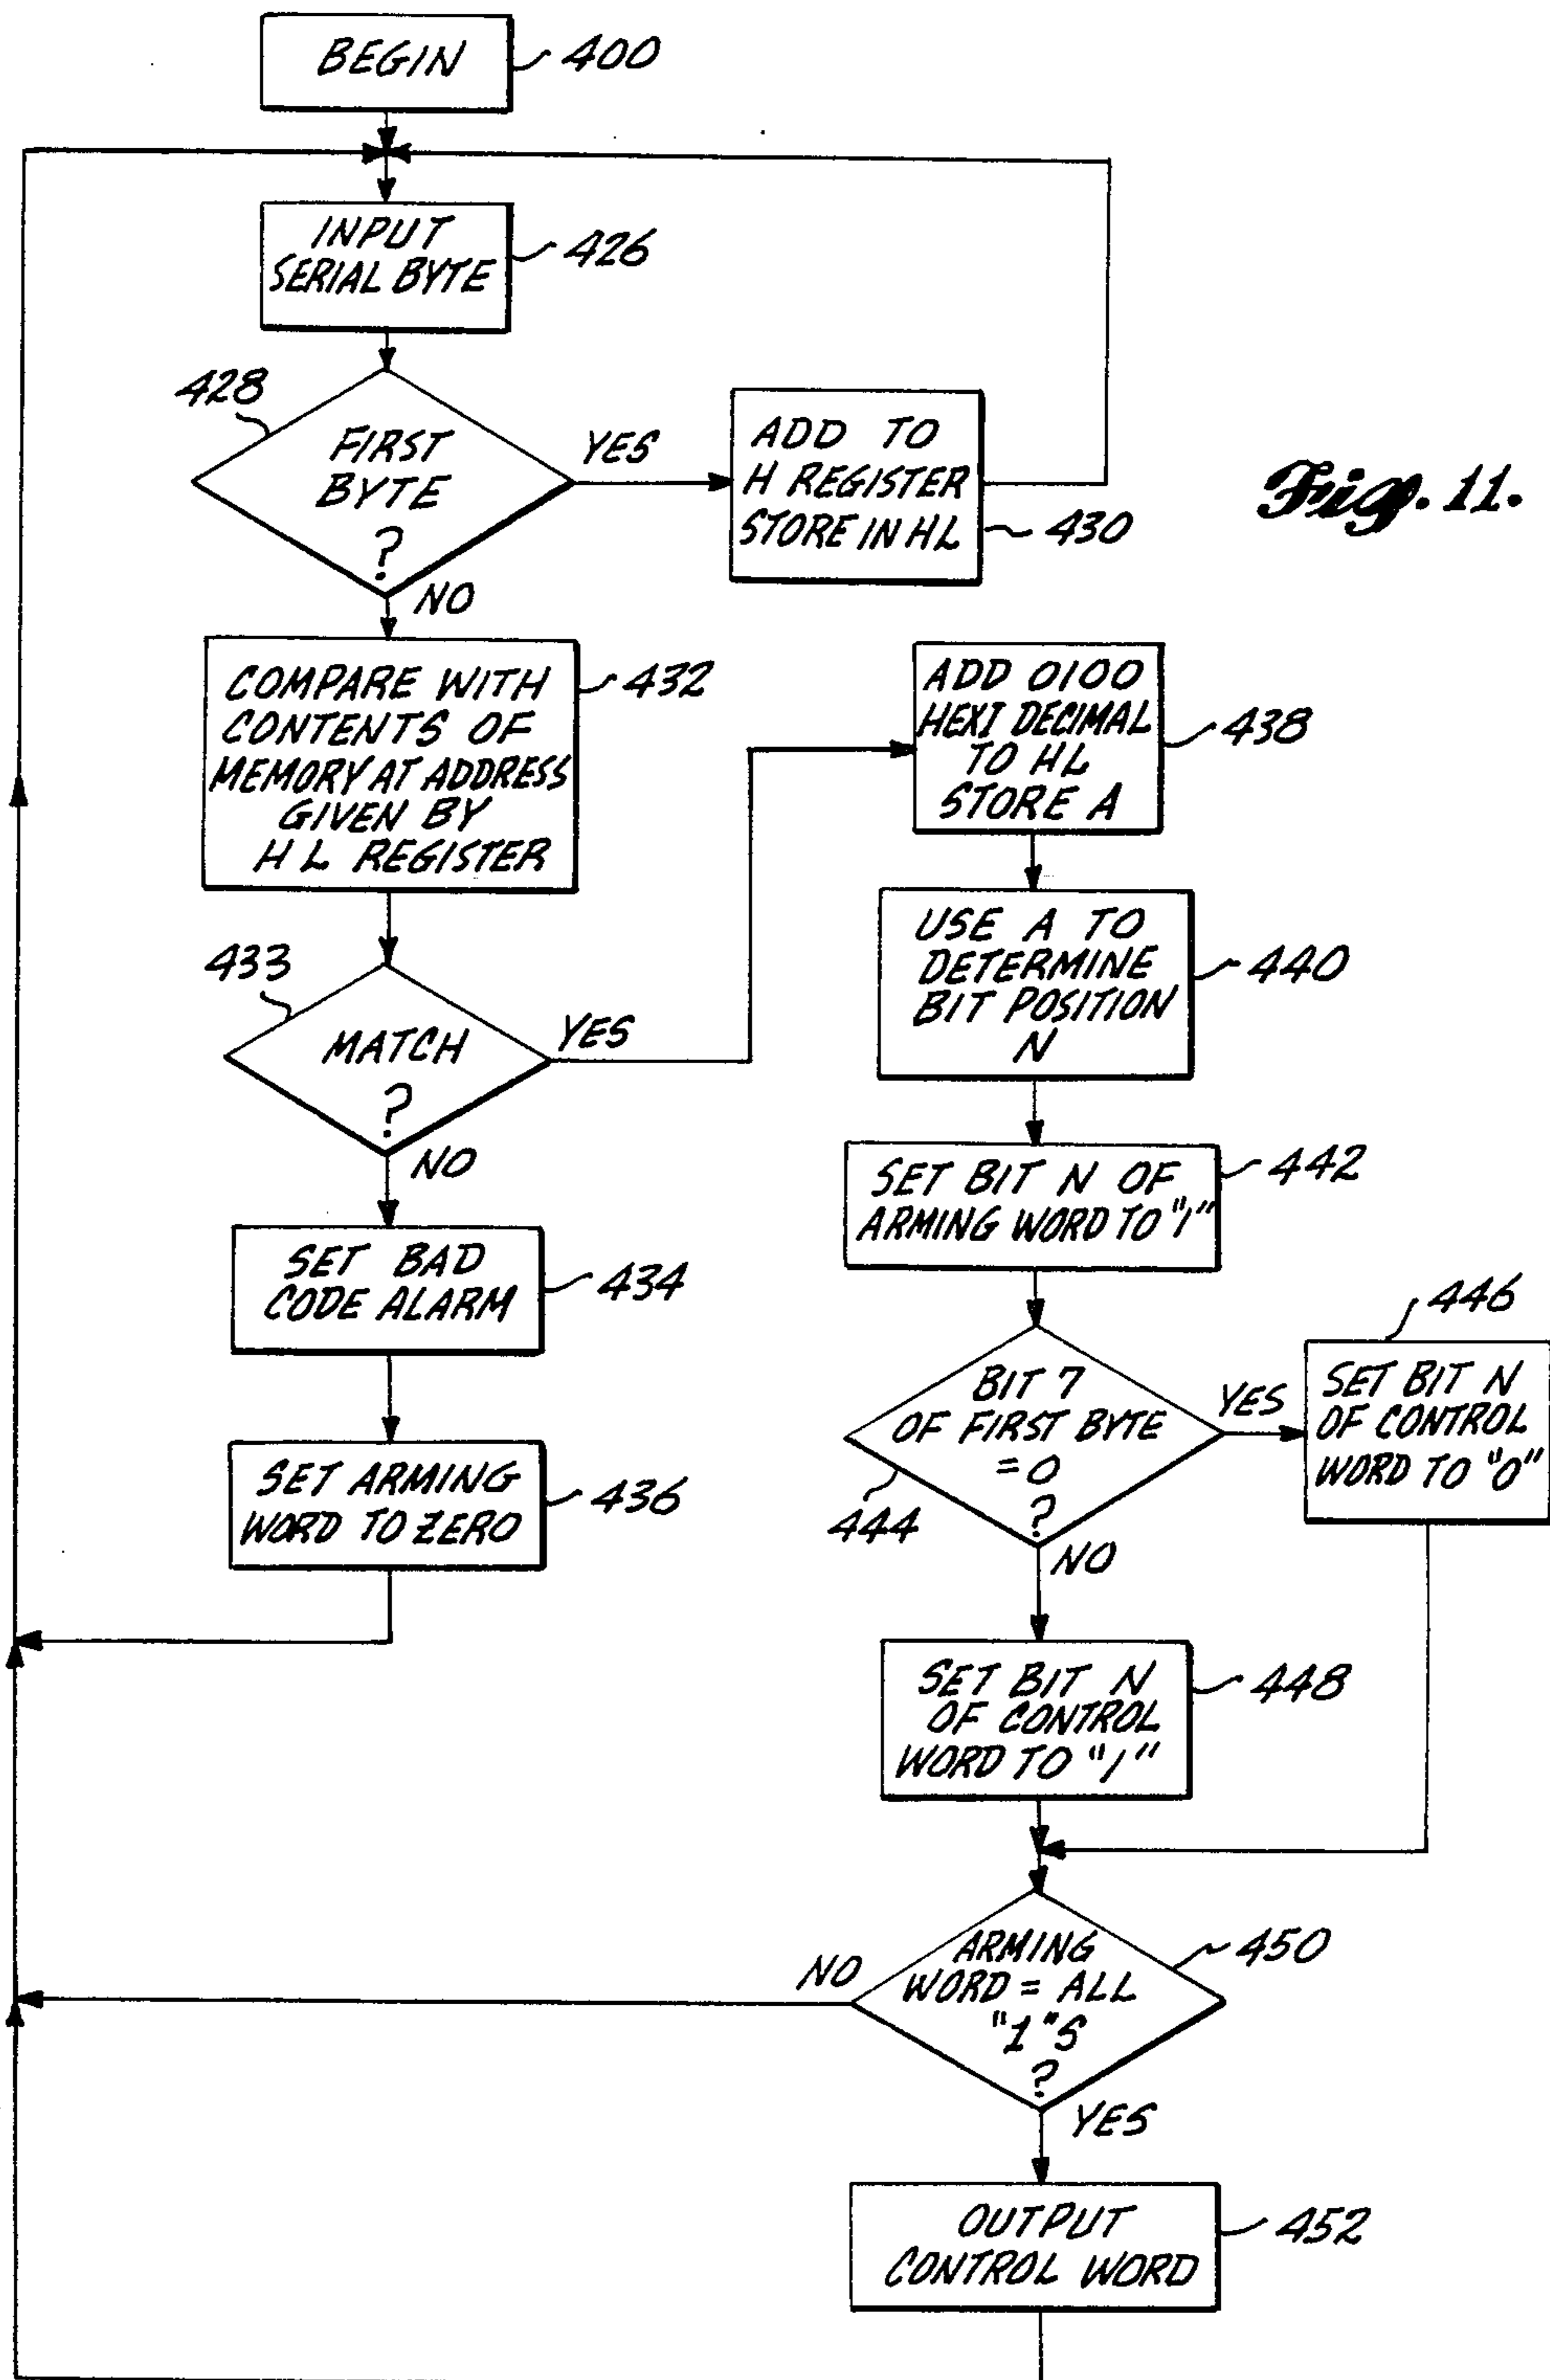 BEGIN
400
INPUT
SERIAL BYTE
426
428
FIRST
BYTE
?
YES
NO
ADD TO
H REGISTER
STORE IN HL
430
Fig. 11.
COMPARE WITH
CONTENTS OF
MEMORY AT ADDRESS
GIVEN BY
H L REGISTER
432
433
MATCH
?
YES
NO
ADD 0100
HEXI DECIMAL
TO HL
STORE A
438
USE A TO
DETERMINE
BIT POSITION
N
440
SET BIT N OF
ARMING WORD TO "1"
442
SET BAD
CODE ALARM
434
SET ARMING
WORD TO ZERO
436
BIT 7
OF FIRST BYTE
= 0
?
444
YES
NO
446
SET BIT N
OF CONTROL
WORD TO "0"
SET BIT N
OF CONTROL
WORD TO "1"
448
ARMING
WORD = ALL
"1"S
?
450
NO
YES
OUTPUT
CONTROL WORD
452